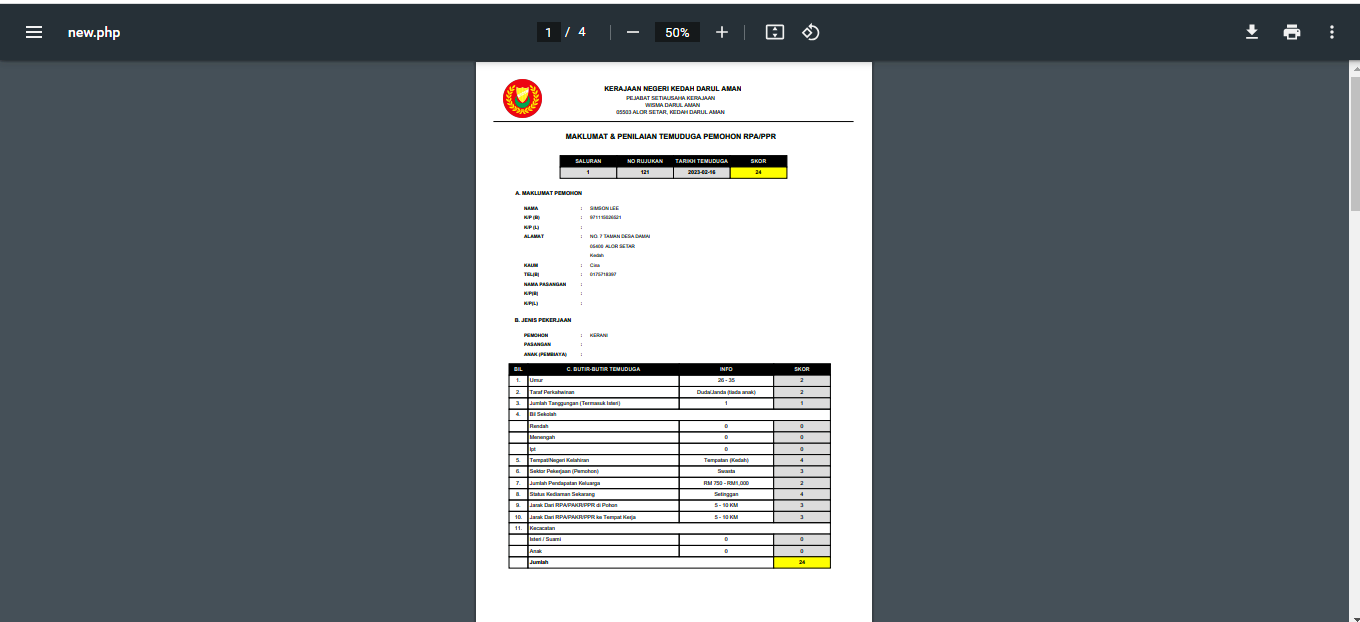 new.php
1 / 4
50%
KERAJAAN NEGERI KEDAH DARUL AMAN
PEJABAT SETIAUSAHA KERAJAAN
WISMA DARUL AMAN
05503 ALOR SETAR, KEDAH DARUL AMAN
MAKLUMAT & PENILAIAN TEMUDUGA PEMOHON RPA/PPR
SALURAN NO RUJUKAN TARIKH TEMUDUGA SKOR
1 121 2023-02-16 24
A. MAKLUMAT PEMOHON
NAMA : SIMSON LEE
K/P (B) : 971115026521
K/P (L) :
ALAMAT : NO. 7 TAMAN DESA DAMAI
05400 ALOR SETAR
Kedah
KAUM : Cina
TEL(B) : 0175718397
NAMA PASANGAN :
K/P(B) :
K/P(L) :
B. JENIS PEKERJAAN
PEMOHON : KERANI
PASANGAN :
ANAK (PEMBIAYA) :
BIL C. BUTIR-BUTIR TEMUDUGA INFO SKOR
1. Umur 26 - 35 2
2. Taraf Perkahwinan Duda/Janda (tiada anak) 2
3. Jumlah Tanggungan (Termasuk Isteri) 1 1
4. Bil Sekolah
Rendah 0 0
Menengah 0 0
Ipt 0 0
5. Tempat/Negeri Kelahiran Tempatan (Kedah) 4
6. Sektor Pekerjaan (Pemohon) Swasta 3
7. Jumlah Pendapatan Keluarga RM 750 - RM1,000 2
8. Status Kediaman Sekarang Setinggan 4
9. Jarak Dari RPA/PAKR/PPR di Pohon 5 - 10 KM 3
10. Jarak Dari RPA/PAKR/PPR ke Tempat Kerja 5 - 10 KM 3
11. Kecacatan
Isteri / Suami 0 0
Anak 0 0
Jumlah 24